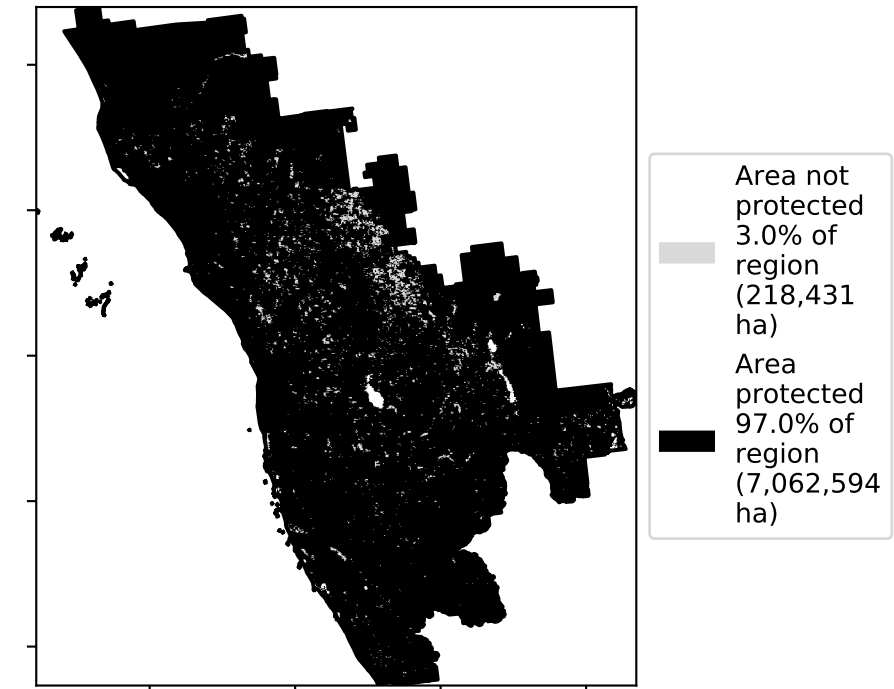 Area not
protected
3.0% of
region
(218,431
ha)
Area
protected
97.0% of
region
(7,062,594
ha)